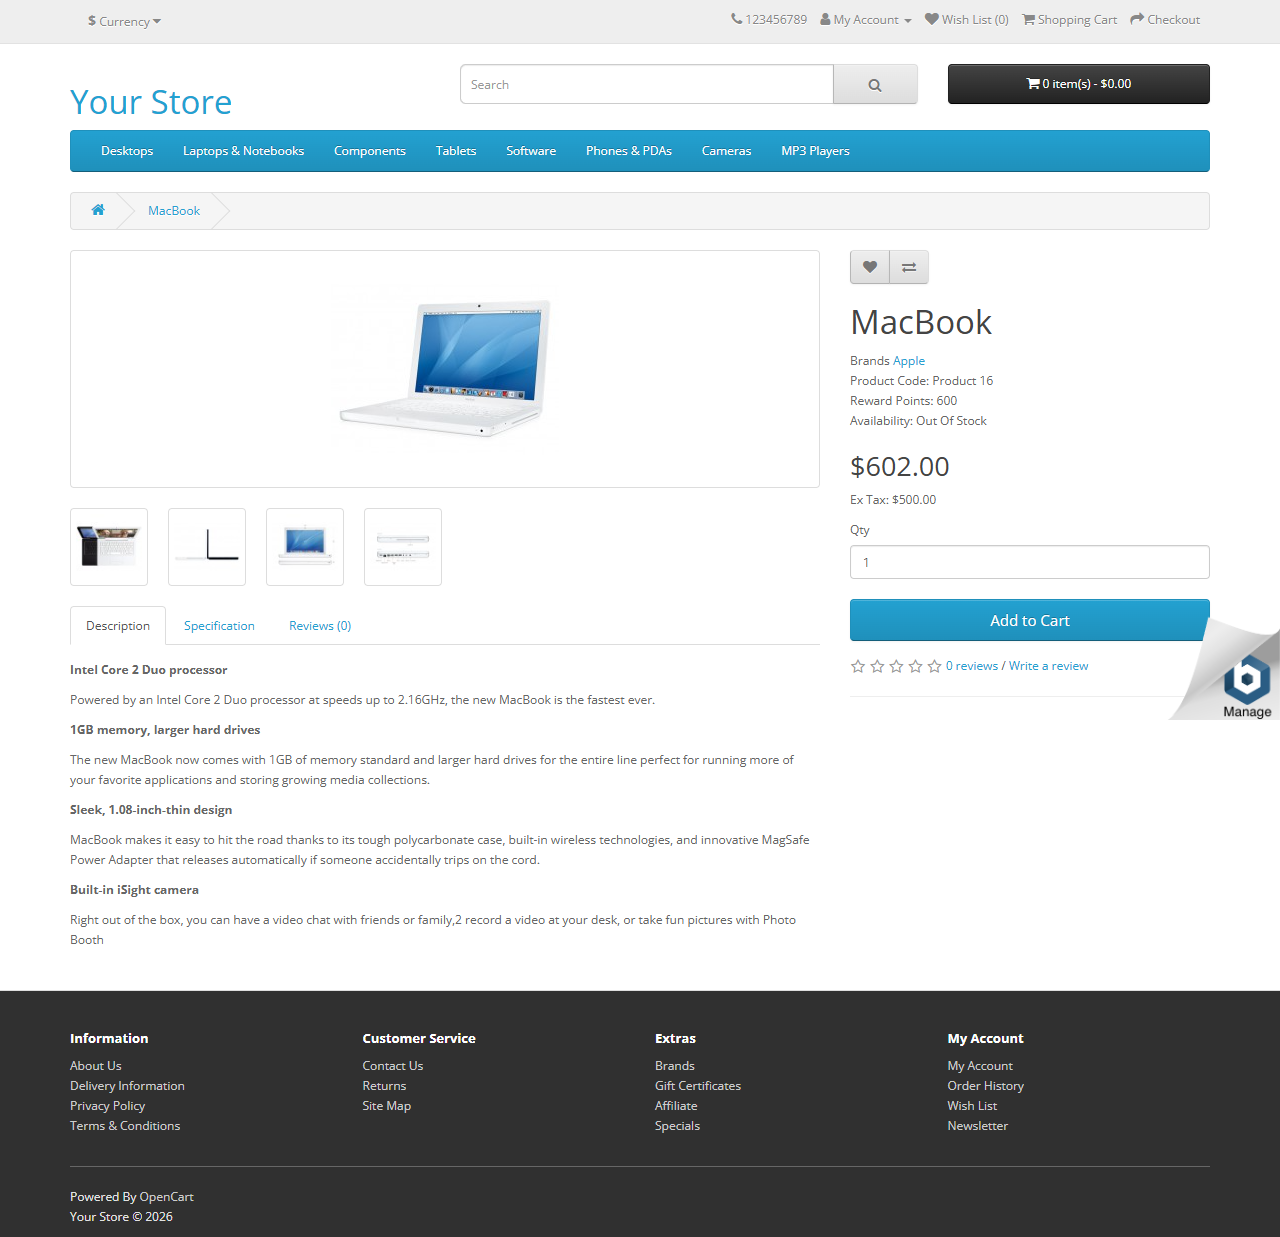 $ Currency
123456789 My Account Wish List (0) Shopping Cart Checkout
Your Store
Search
0 item(s) - $0.00
Desktops Laptops & Notebooks Components Tablets Software Phones & PDAs Cameras MP3 Players
MacBook
MacBook
Brands Apple
Product Code: Product 16
Reward Points: 600
Availability: Out Of Stock
$602.00
Ex Tax: $500.00
Qty
1
Add to Cart
0 reviews / Write a review
Manage
Description Specification Reviews (0)
Intel Core 2 Duo processor
Powered by an Intel Core 2 Duo processor at speeds up to 2.16GHz, the new MacBook is the fastest ever.
1GB memory, larger hard drives
The new MacBook now comes with 1GB of memory standard and larger hard drives for the entire line perfect for running more of
your favorite applications and storing growing media collections.
Sleek, 1.08-inch-thin design
MacBook makes it easy to hit the road thanks to its tough polycarbonate case, built-in wireless technologies, and innovative MagSafe
Power Adapter that releases automatically if someone accidentally trips on the cord.
Built-in iSight camera
Right out of the box, you can have a video chat with friends or family,2 record a video at your desk, or take fun pictures with Photo
Booth
Information
About Us
Delivery Information
Privacy Policy
Terms & Conditions
Customer Service
Contact Us
Returns
Site Map
Extras
Brands
Gift Certificates
Affiliate
Specials
My Account
My Account
Order History
Wish List
Newsletter
Powered By OpenCart
Your Store © 2026